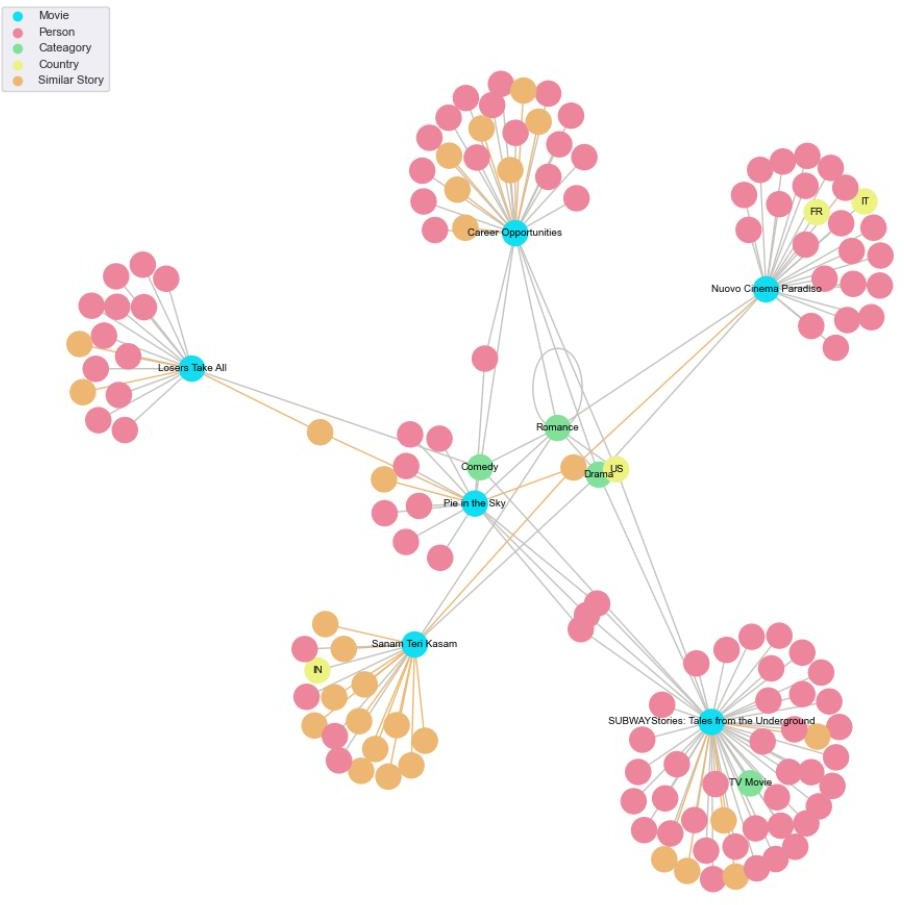 Movie
Person
Cateagory
Country
Similar Story
Career Opportunities
FR
IT
Nuovo Cinema Paradiso
Losers Take All
Romance
Comedy
Drama
US
Pie in the Sky
Sanam Teri Kasam
IN
SUBWAYStories: Tales from the Underground
TV Movie